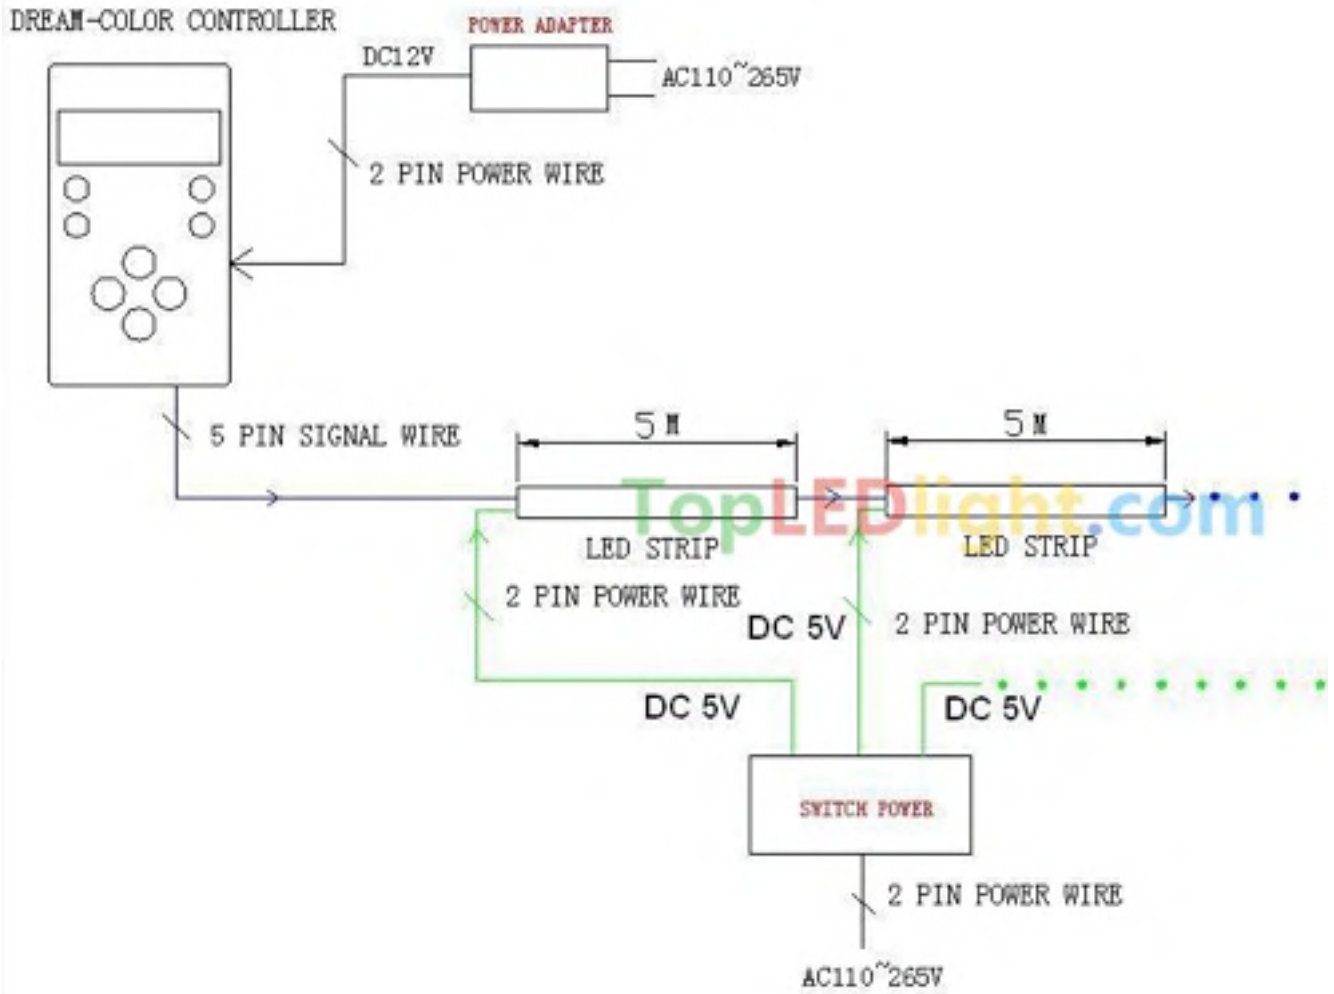 DREAM-COLOR CONTROLLER
POWER ADAPTER
DC12V
AC110~265V
2 PIN POWER WIRE
5 PIN SIGNAL WIRE
5 M
5 M
TopLEDlight.com
LED STRIP
LED STRIP
2 PIN POWER WIRE
DC 5V
2 PIN POWER WIRE
DC 5V
DC 5V
SWITCH POWER
2 PIN POWER WIRE
AC110~265V